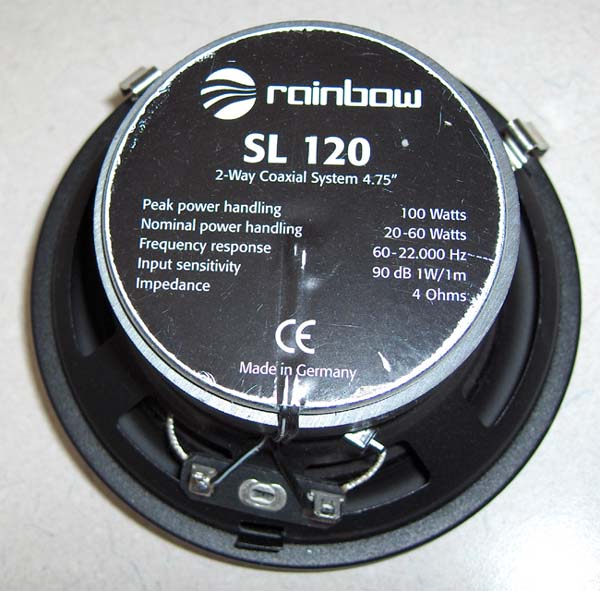 rainbow
SL 120
2-Way Coaxial System 4.75"
Peak power handling 100 Watts
Nominal power handling 20-60 Watts
Frequency response 60-22.000 Hz
Input sensitivity 90 dB 1W/1m
Impedance 4 Ohms
CE
Made in Germany